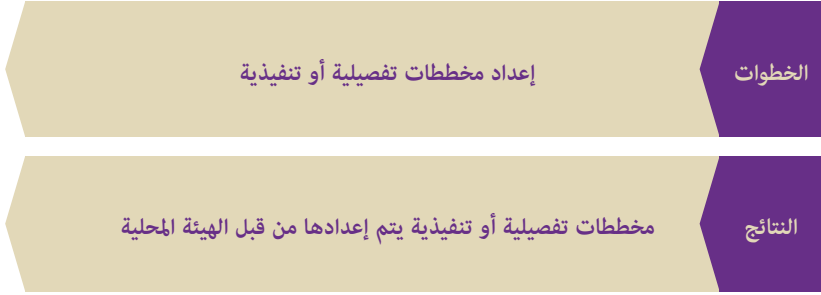 الخطوات
إعداد مخططات تفصيلية أو تنفيذية
النتائج
مخططات تفصيلية أو تنفيذية يتم إعدادها من قبل الهيئة المحلية